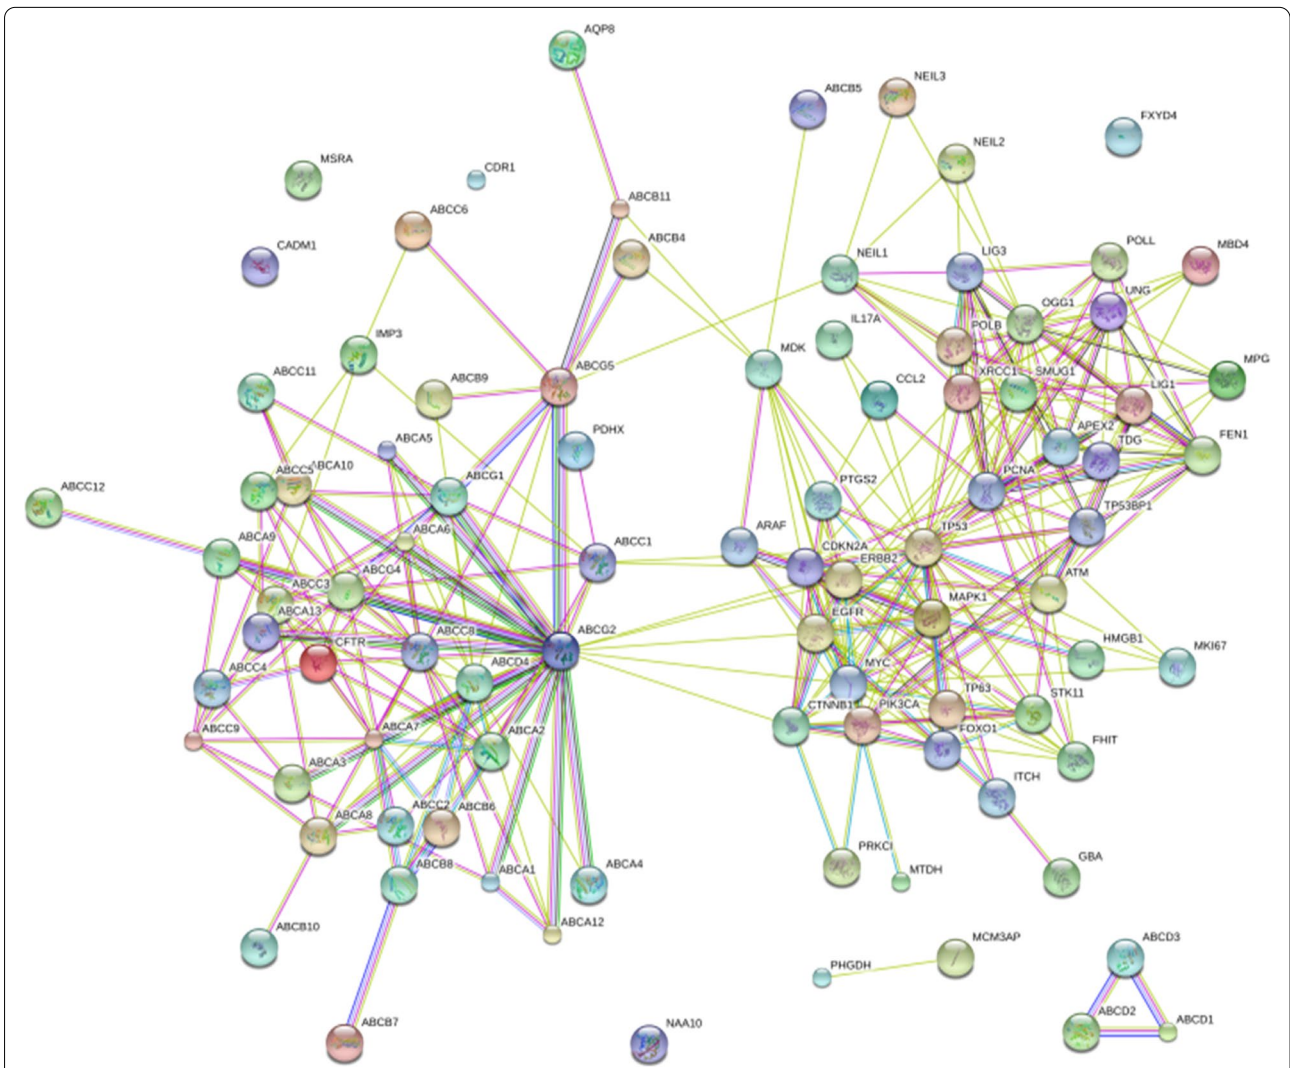 AQP8
ABCB5
NEIL3
FXYD4
NEIL2
MSRA
CDR1
ABCB11
ABCC6
ABCB4
CADM1
NEIL1
LIG3
POLL
MBD4
UNG
OGG1
IL17A
POLB
IMP3
MDK
ABCC11
ABCB9
ABCG5
CCL2
XRCC1
SMUG1
MPG
LIG1
PDHX
ABCA5
APEX2
TDG
FEN1
ABCC5
ABCA10
ABCG1
PTGS2
PCNA
ABCC12
TP53BP1
ABCA6
ARAF
TP53
ABCA9
ABCC1
CDKN2A
ERBB2
ABCG4
ABCC3
ATM
MAPK1
ABCA13
EGFR
CFTR
ABCC8
ABCG2
HMGB1
MKI67
ABCC4
ABCD4
MYC
TP63
STK11
CTNNB1
PIK3CA
ABCC9
ABCA7
ABCA2
FOXO1
FHIT
ABCA3
ITCH
ABCA8
ABCC2
ABCB6
ABCB8
ABCA1
ABCA4
PRKCI
MTDH
GBA
ABCB10
ABCA12
MCM3AP
PHGDH
ABCD3
ABCB7
NAA10
ABCD2
ABCD1